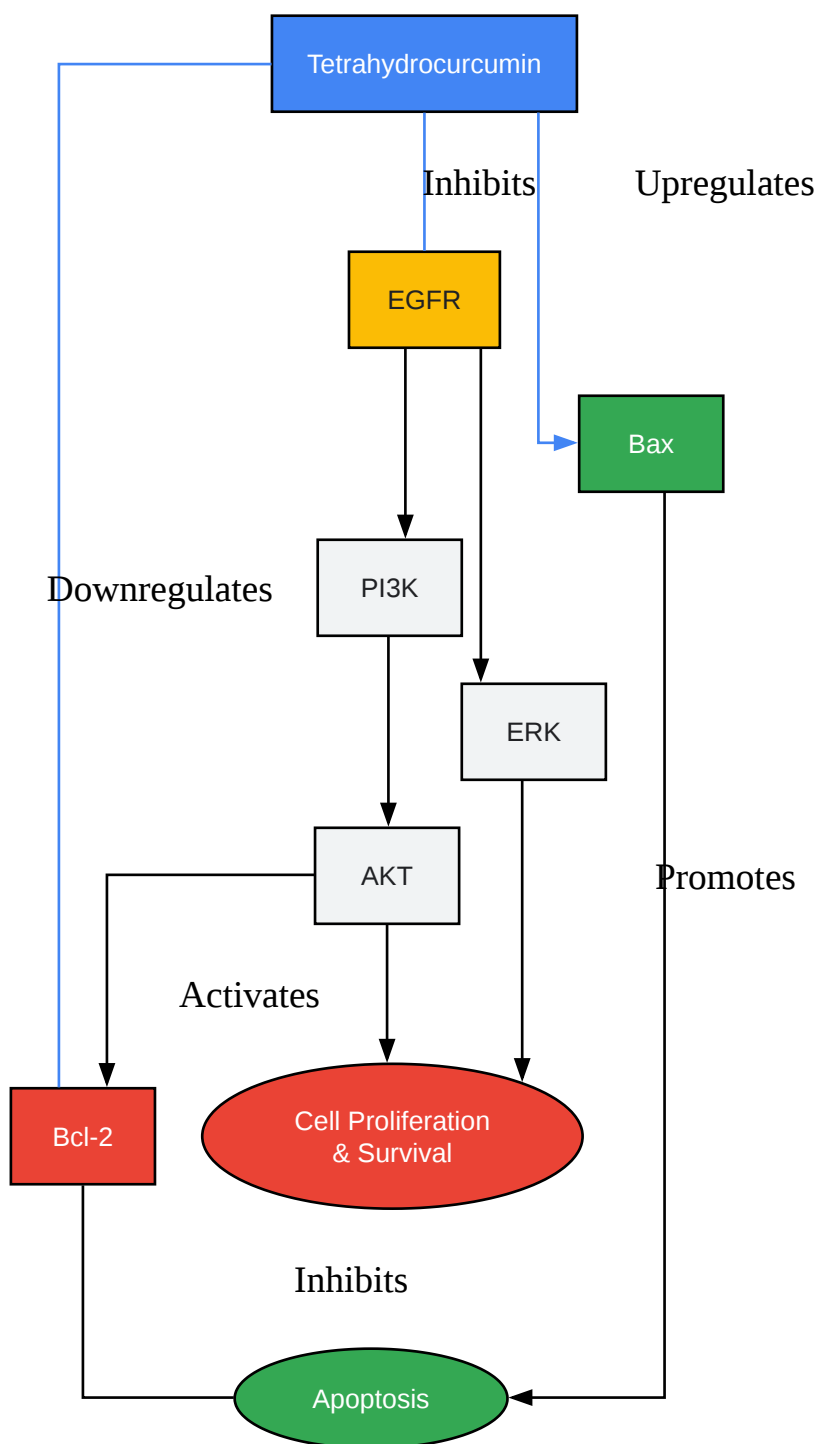 Tetrahydrocurcumin
Inhibits
Upregulates
EGFR
Bax
Downregulates
PI3K
ERK
AKT
Promotes
Activates
Bcl-2
Cell Proliferation
& Survival
Inhibits
Apoptosis